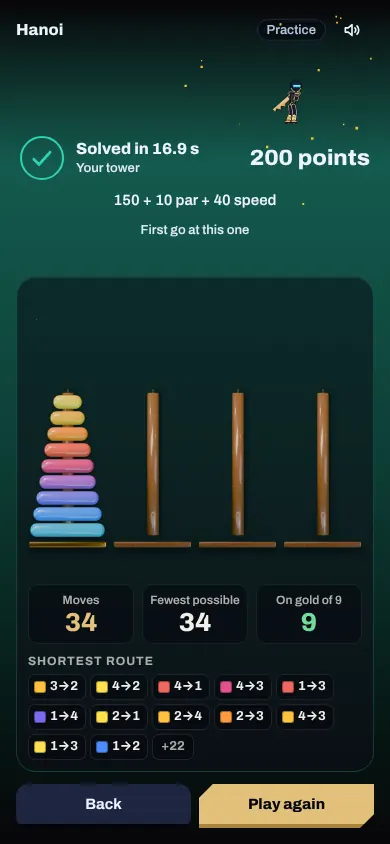 Hanoi
Practice
Solved in 16.9 s
Your tower
200 points
150 + 10 par + 40 speed
First go at this one
Moves
34
Fewest possible
34
On gold of 9
9
SHORTEST ROUTE
3→2 4→2 4→1 4→3 1→3
1→4 2→1 2→4 2→3 4→3
1→3 1→2 +22
Back
Play again